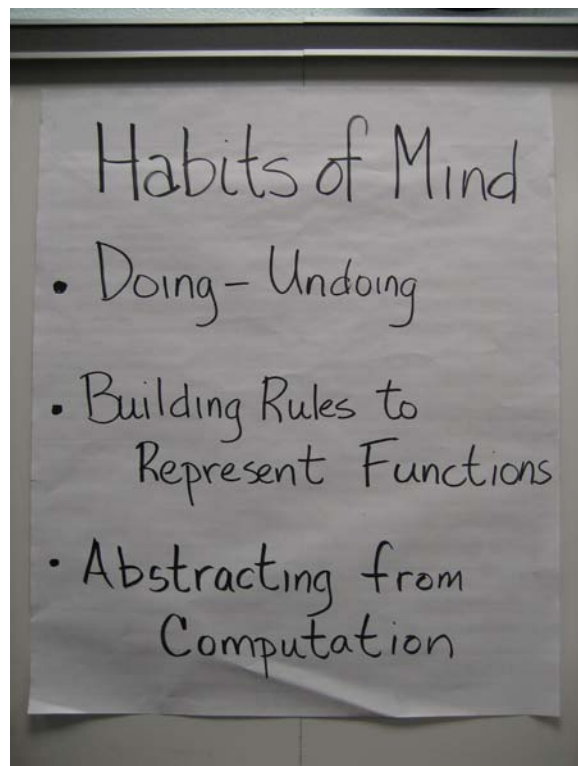 Habits of Mind
• Doing - Undoing
• Building Rules to
Represent Functions
• Abstracting from
Computation